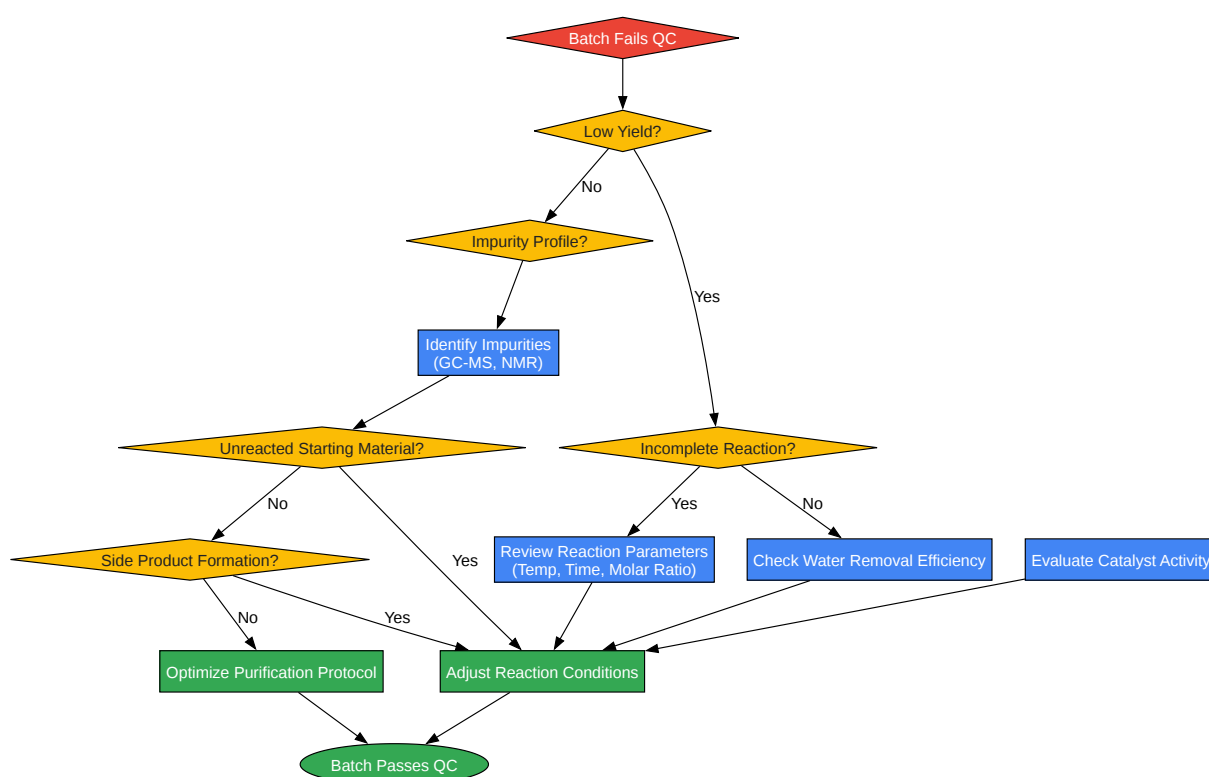 Batch Fails QC
Low Yield?
No
Impurity Profile?
Yes
Identify Impurities
(GC-MS, NMR)
Unreacted Starting Material?
Incomplete Reaction?
No
Yes
No
Side Product Formation?
Yes
Review Reaction Parameters
(Temp, Time, Molar Ratio)
Check Water Removal Efficiency
Evaluate Catalyst Activity
No
Yes
Optimize Purification Protocol
Adjust Reaction Conditions
Batch Passes QC